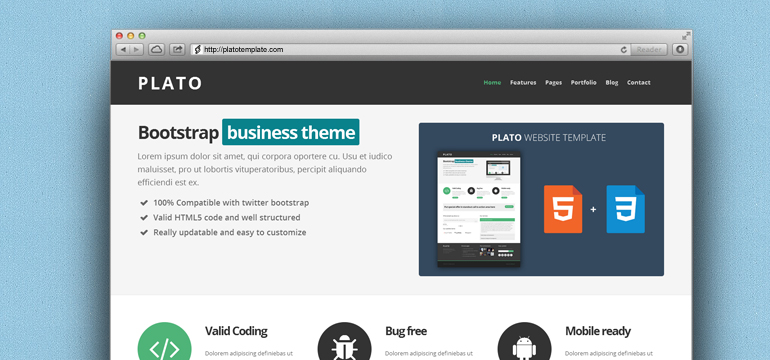 http://platotemplate.com
Reader
PLATO
Home Features Pages Portfolio Blog Contact
Bootstrap business theme
Lorem ipsum dolor sit amet, qui corpora oportere cu. Usu et iudico
maluisset, pro ut lobortis vituperatoribus, percipit aliquando
efficiendi est ex.
100% Compatible with twitter bootstrap
Valid HTML5 code and well structured
Really updatable and easy to customize
PLATO WEBSITE TEMPLATE
5
+
3
Valid Coding
Dolorem adipiscing definiebas ut
Bug free
Dolorem adipiscing definiebas ut
Mobile ready
Dolorem adipiscing definiebas ut